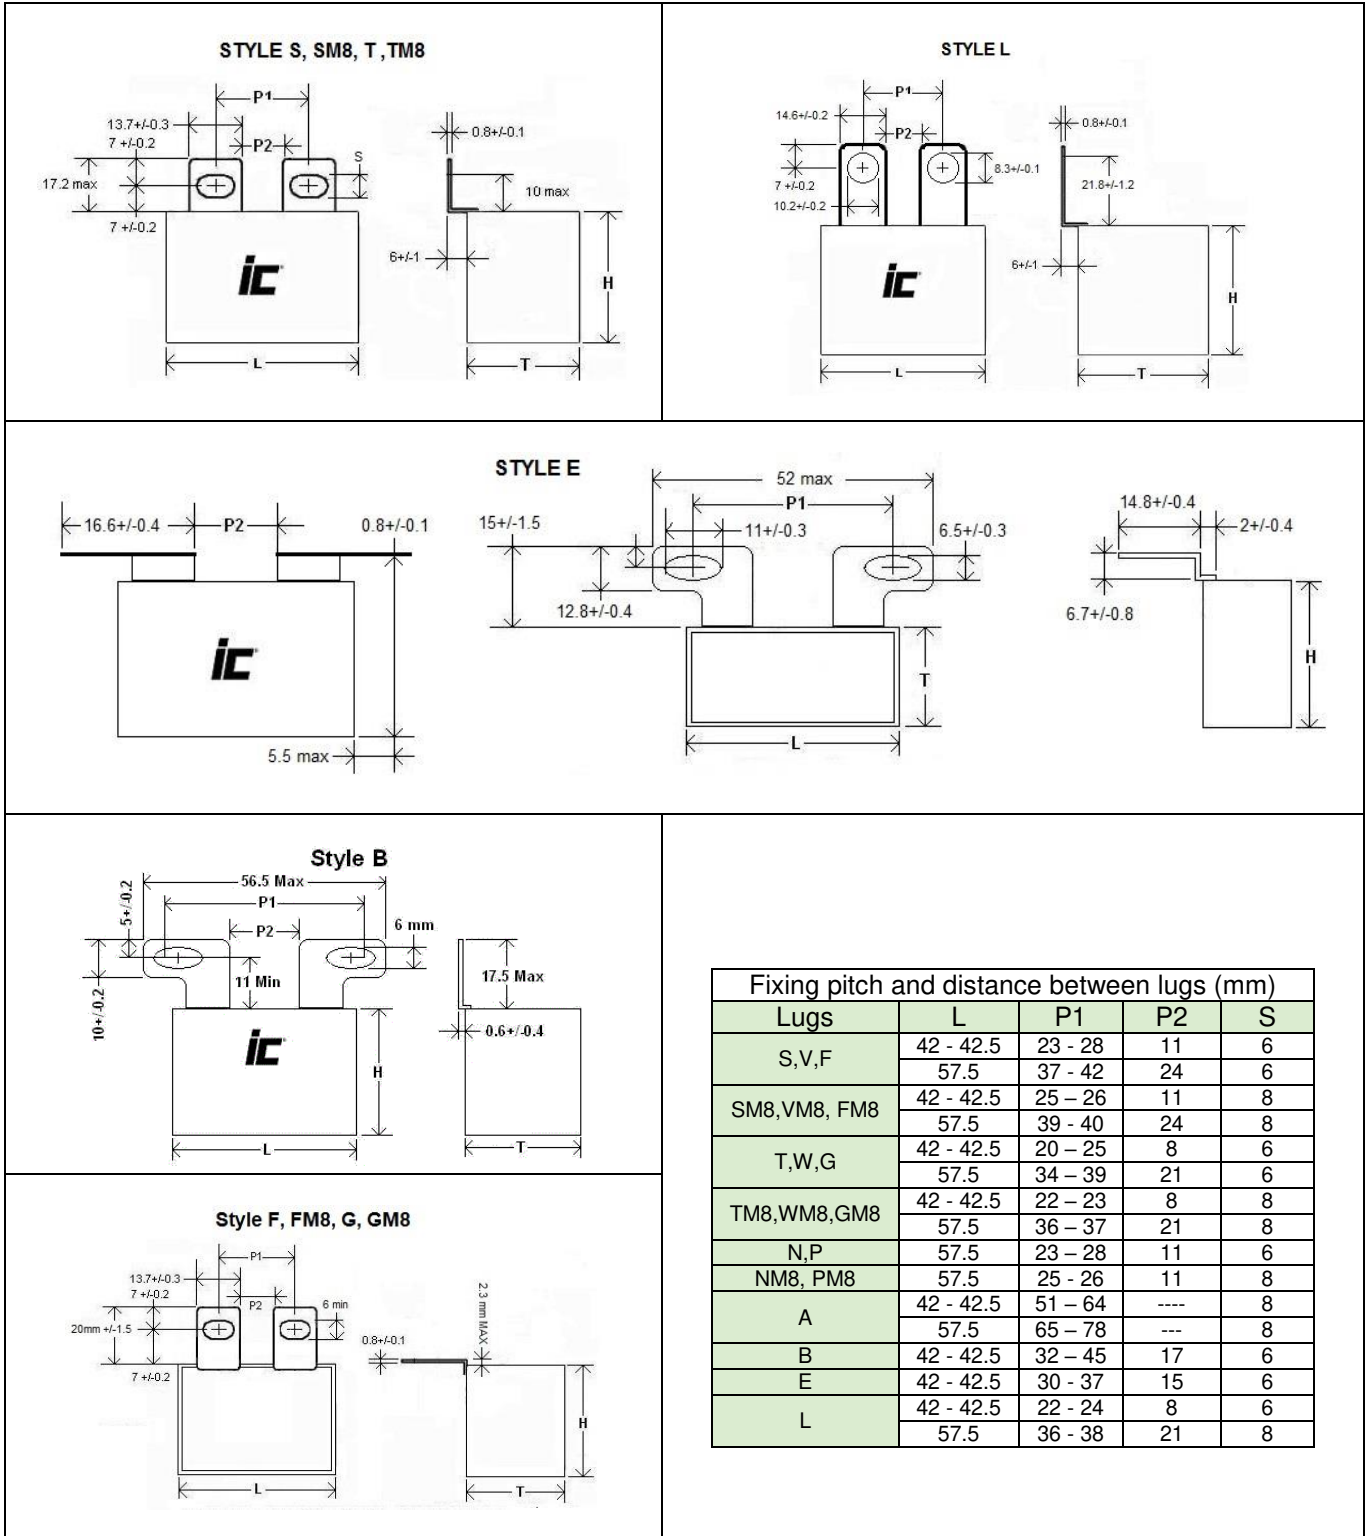 STYLE S, SM8, T ,TM8
P1
13.7+/-0.3
7 +/-0.2
P2
S
17.2 max
7 +/-0.2
0.8+/-0.1
10 max
6+/-1
ic
H
L
T
STYLE L
P1
14.6+/-0.2
P2
0.8+/-0.1
8.3+/-0.1
7 +/-0.2
21.8+/-1.2
10.2+/-0.2
6+/-1
ic
H
L
T
STYLE E
16.6+/-0.4
P2
0.8+/-0.1
ic
5.5 max
52 max
P1
15+/-1.5
11+/-0.3
6.5+/-0.3
12.8+/-0.4
T
L
14.8+/-0.4
2+/-0.4
6.7+/-0.8
H
Style B
56.5 Max
5+/-0.2
P1
P2
6 mm
11 Min
17.5 Max
10+/-0.2
0.6+/-0.4
ic
H
L
T
Style F, FM8, G, GM8
P1
13.7+/-0.3
7 +/-0.2
P2
6 min
20mm +/-1.5
7 +/-0.2
0.8+/-0.1
2.3 mm MAX
H
L
T
Fixing pitch and distance between lugs (mm)
Lugs L P1 P2 S
S,V,F 42 - 42.5 23 - 28 11 6
57.5 37 - 42 24 6
SM8,VM8, FM8 42 - 42.5 25 – 26 11 8
57.5 39 - 40 24 8
T,W,G 42 - 42.5 20 – 25 8 6
57.5 34 – 39 21 6
TM8,WM8,GM8 42 - 42.5 22 – 23 8 8
57.5 36 – 37 21 8
N,P 57.5 23 – 28 11 6
NM8, PM8 57.5 25 - 26 11 8
A 42 - 42.5 51 – 64 ---- 8
57.5 65 – 78 --- 8
B 42 - 42.5 32 – 45 17 6
E 42 - 42.5 30 - 37 15 6
L 42 - 42.5 22 - 24 8 6
57.5 36 - 38 21 8